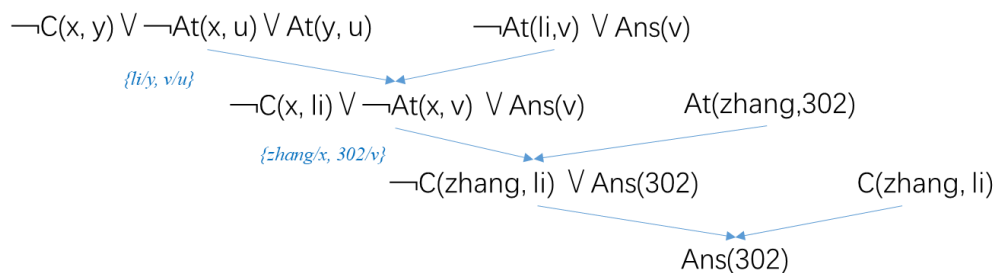 ¬C(x, y) ∨ ¬At(x, u) ∨ At(y, u) ¬At(li,v) ∨ Ans(v)
{li/y, v/u}
¬C(x, li) ∨ ¬At(x, v) ∨ Ans(v) At(zhang,302)
{zhang/x, 302/v}
¬C(zhang, li) ∨ Ans(302) C(zhang, li)
Ans(302)